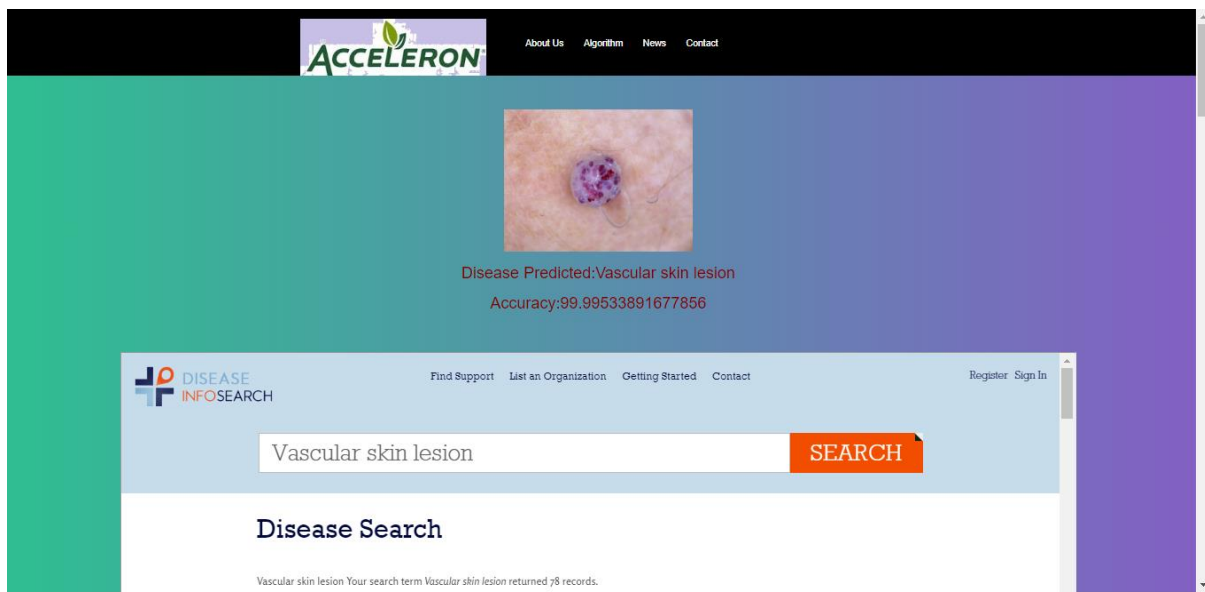 ACCELERON
About Us Algorithm News Contact
Disease Predicted:Vascular skin lesion
Accuracy:99.99533891677856
DISEASE
INFOSEARCH
Find Support List an Organization Getting Started Contact
Register Sign In
Vascular skin lesion
SEARCH
Disease Search
Vascular skin lesion Your search term Vascular skin lesion returned 78 records.